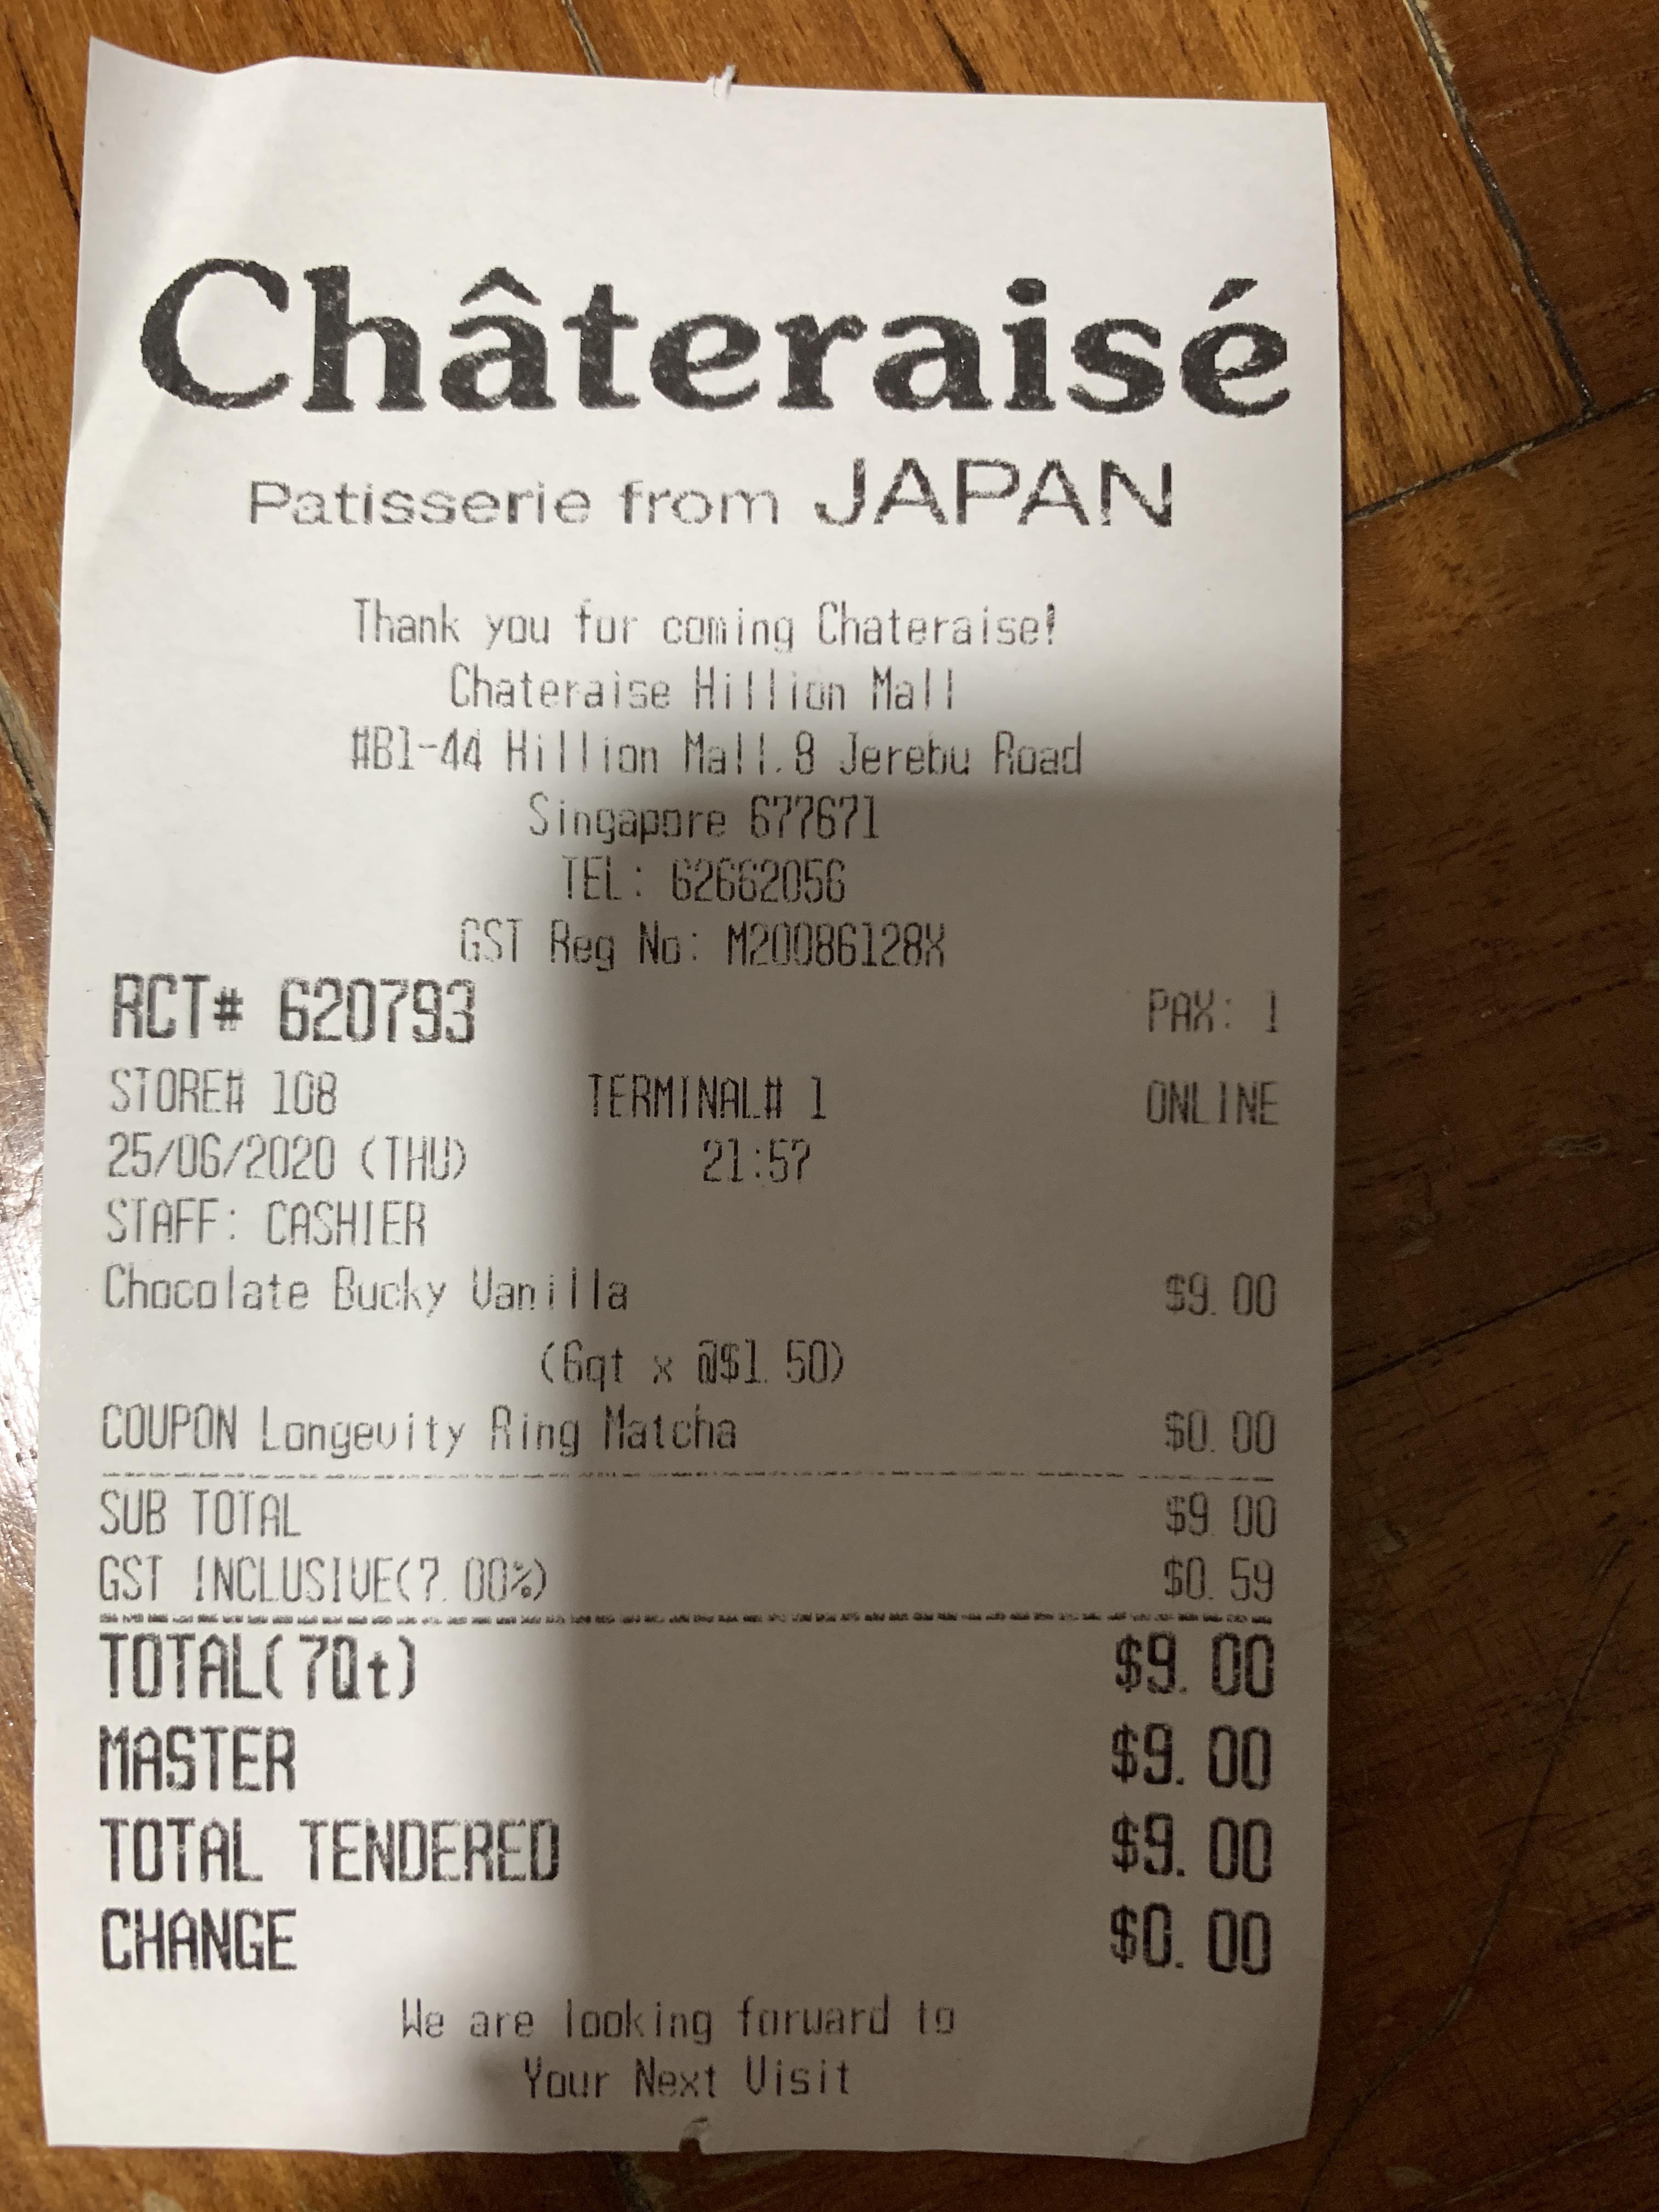 Châteraisé
Patisserie from JAPAN
Thank you for coming Chateraise!
Chateraise Hillion Mall
#B1-44 Hillion Mall.8 Jerebu Road
Singapore 677671
TEL: 62662056
GST Reg No: M20086128X
RCT# 620793 PAX: 1
STORE# 108 TERMINAL# 1 ONLINE
25/06/2020 (THU) 21:57
STAFF: CASHIER
Chocolate Bucky Vanilla $9.00
(6qt x @$1.50)
COUPON Longevity Ring Matcha $0.00
SUB TOTAL $9.00
GST INCLUSIVE(7.00%) $0.59
TOTAL(7Qt) $9.00
MASTER $9.00
TOTAL TENDERED $9.00
CHANGE $0.00
We are looking forward to
Your Next Visit